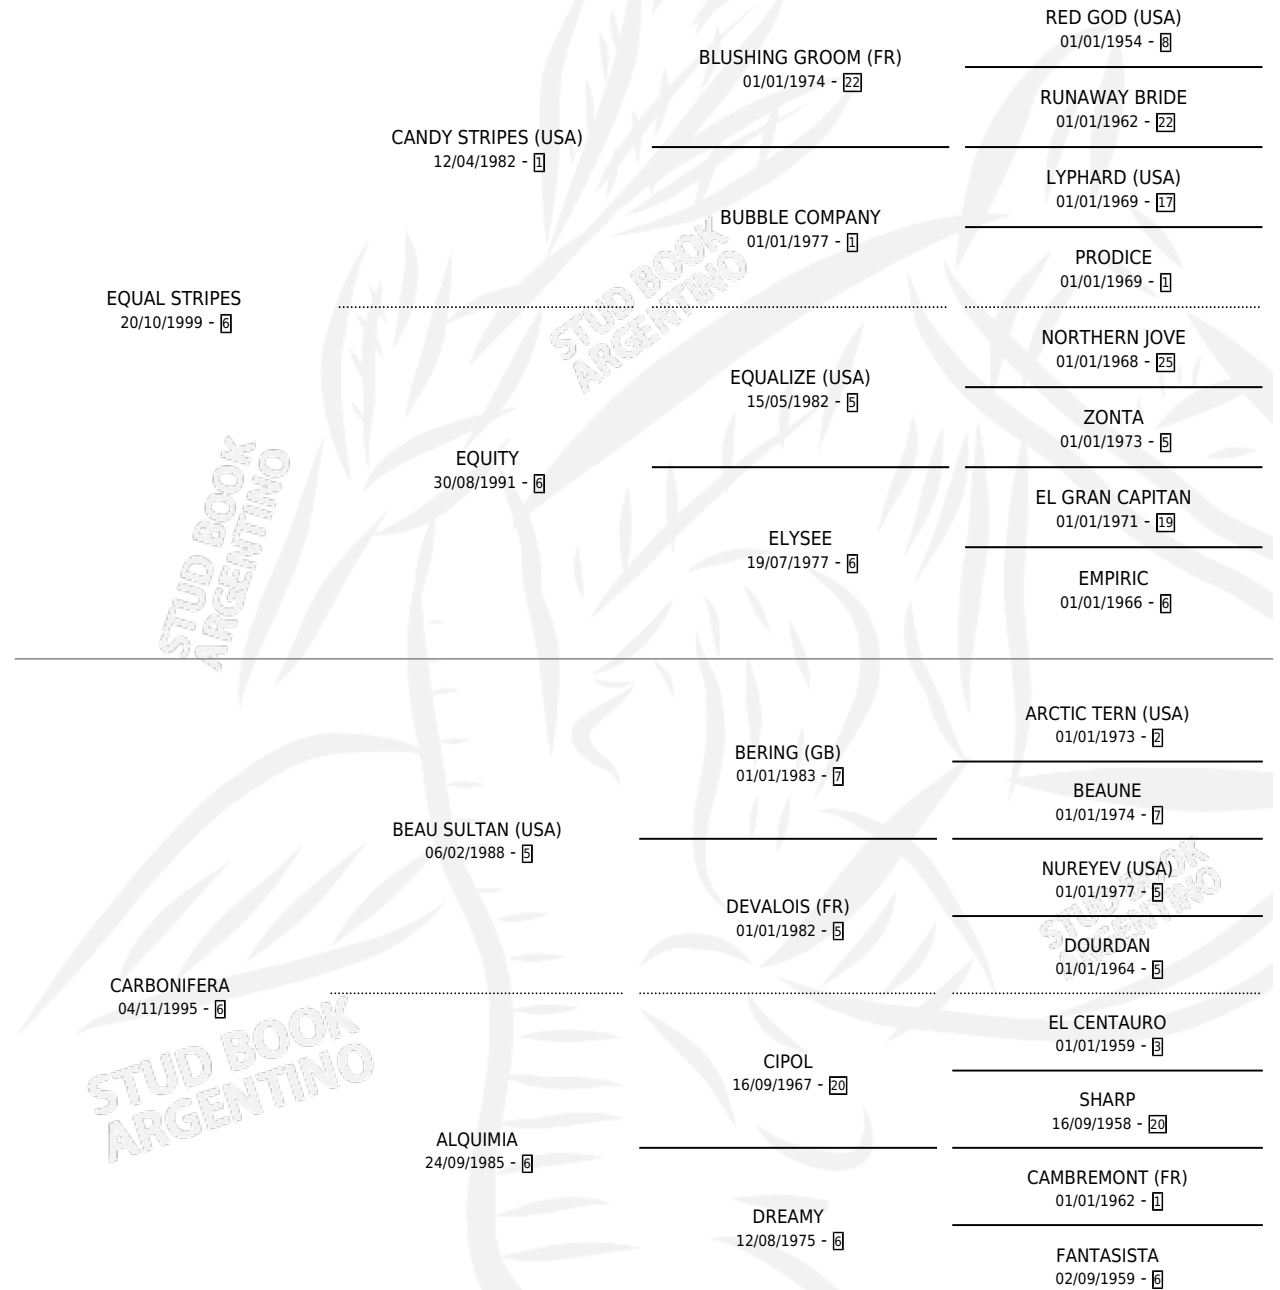 RED GOD (USA)
01/01/1954 - 8
BLUSHING GROOM (FR)
01/01/1974 - 22
RUNAWAY BRIDE
01/01/1962 - 22
CANDY STRIPES (USA)
12/04/1982 - 1
LYPHARD (USA)
01/01/1969 - 17
BUBBLE COMPANY
01/01/1977 - 1
PRODICE
01/01/1969 - 1
EQUAL STRIPES
20/10/1999 - 6
STUD BOOK
ARGENTINO
NORTHERN JOVE
01/01/1968 - 25
EQUALIZE (USA)
15/05/1982 - 5
ZONTA
01/01/1973 - 5
EQUITY
30/08/1991 - 6
EL GRAN CAPITAN
01/01/1971 - 19
ELYSEE
19/07/1977 - 6
EMPIRIC
01/01/1966 - 6
STUD BOOK
ARGENTINO
ARCTIC TERN (USA)
01/01/1973 - 2
BERING (GB)
01/01/1983 - 7
BEAUNE
01/01/1974 - 7
BEAU SULTAN (USA)
06/02/1988 - 5
NUREYEV (USA)
01/01/1977 - 5
DEVALOIS (FR)
01/01/1982 - 5
STUD BOOK
ARGENTINO
DOURDAN
01/01/1964 - 5
CARBONIFERA
04/11/1995 - 6
EL CENTAURO
01/01/1959 - 3
CIPOL
16/09/1967 - 20
STUD BOOK
ARGENTINO
SHARP
16/09/1958 - 20
ALQUIMIA
24/09/1985 - 6
CAMBREMONT (FR)
01/01/1962 - 1
DREAMY
12/08/1975 - 6
FANTASISTA
02/09/1959 - 6